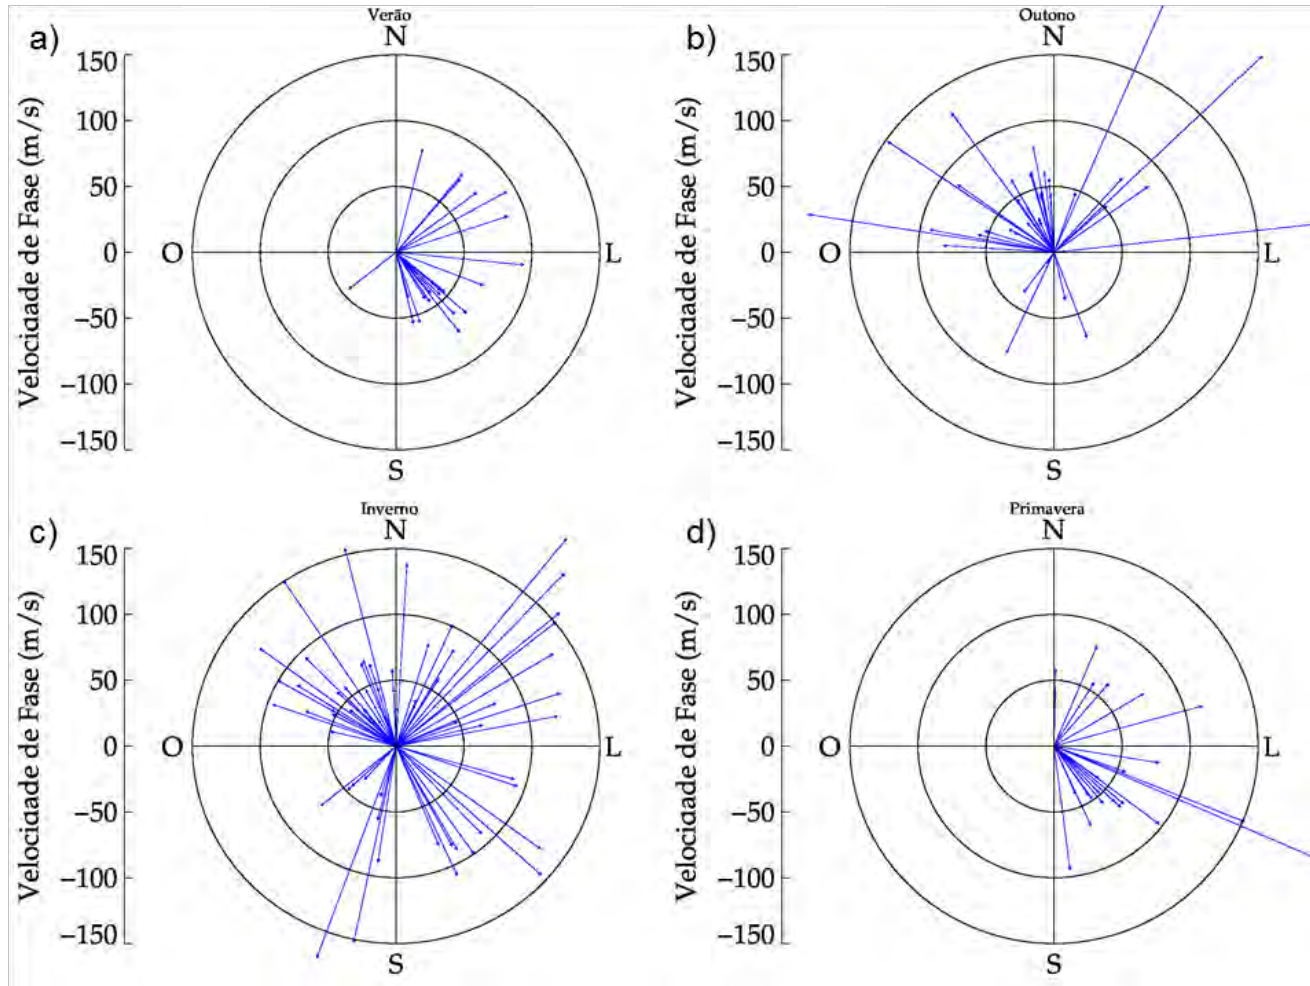 a)
Verão
N
Velocidade de Fase (m/s)
150
100
50
0
−50
−100
−150
O
L
S
b)
Outono
N
Velocidade de Fase (m/s)
150
100
50
0
−50
−100
−150
O
L
S
c)
Inverno
N
Velocidade de Fase (m/s)
150
100
50
0
−50
−100
−150
O
L
S
d)
Primavera
N
Velocidade de Fase (m/s)
150
100
50
0
−50
−100
−150
O
L
S